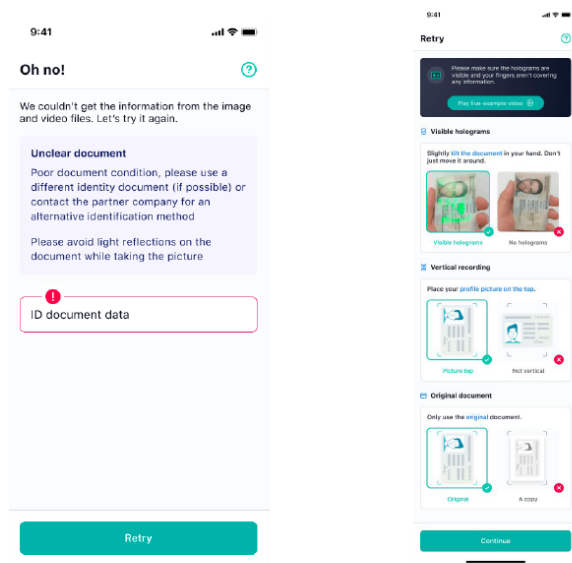 9:41
Oh no!
?
We couldn't get the information from the image
and video files. Let's try it again.
Unclear document
Poor document condition, please use a
different identity document (if possible) or
contact the partner company for an
alternative identification method
Please avoid light reflections on the
document while taking the picture
!
ID document data
Retry
9:41
Retry
?
Please make sure the holograms are
visible and your fingers aren't covering
any information.
Play live-example video
Visible holograms
Slightly tilt the document in your hand. Don't
just move it around.
Visible holograms
No holograms
Vertical recording
Place your profile picture on the top.
Picture top
Not vertical
Original document
Only use the original document.
Original
A copy
Continue